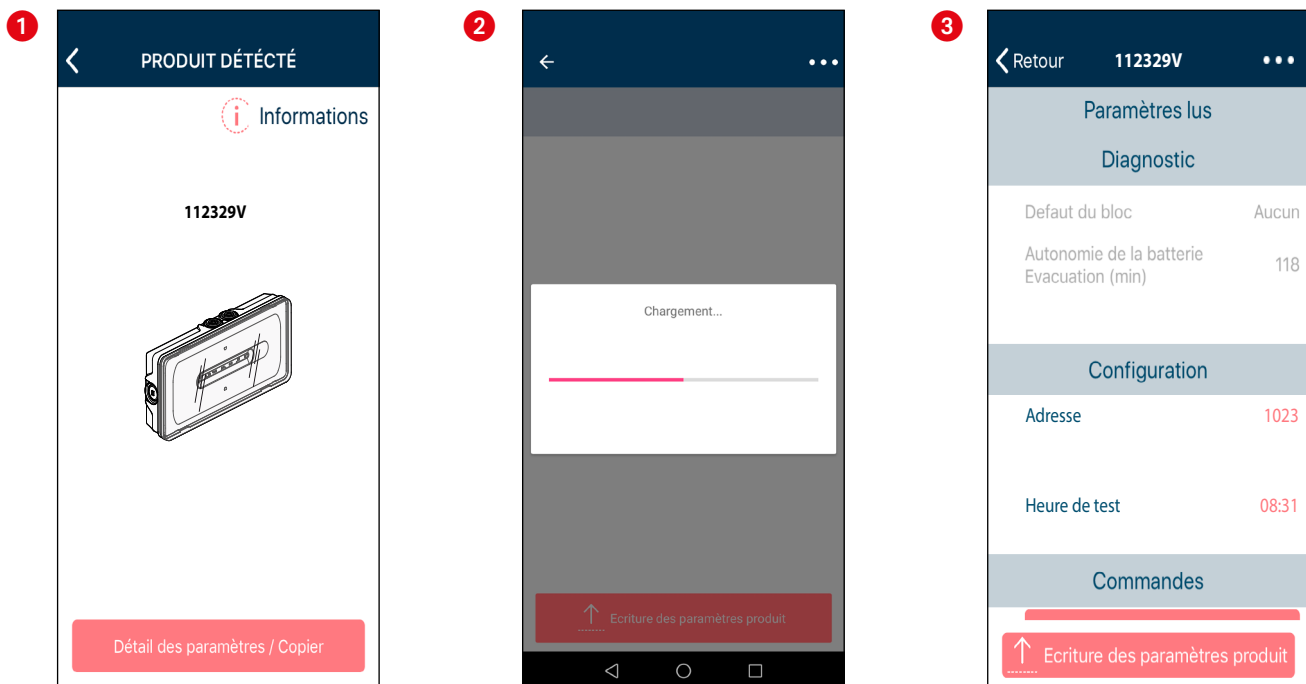 1
PRODUIT DÉTÉCTÉ
i Informations
112329V
Détail des paramètres / Copier
2
Chargement...
Ecriture des paramètres produit
3
Retour 112329V
Paramètres lus
Diagnostic
Defaut du bloc Aucun
Autonomie de la batterie
Evacuation (min) 118
Configuration
Adresse 1023
Heure de test 08:31
Commandes
Ecriture des paramètres produit